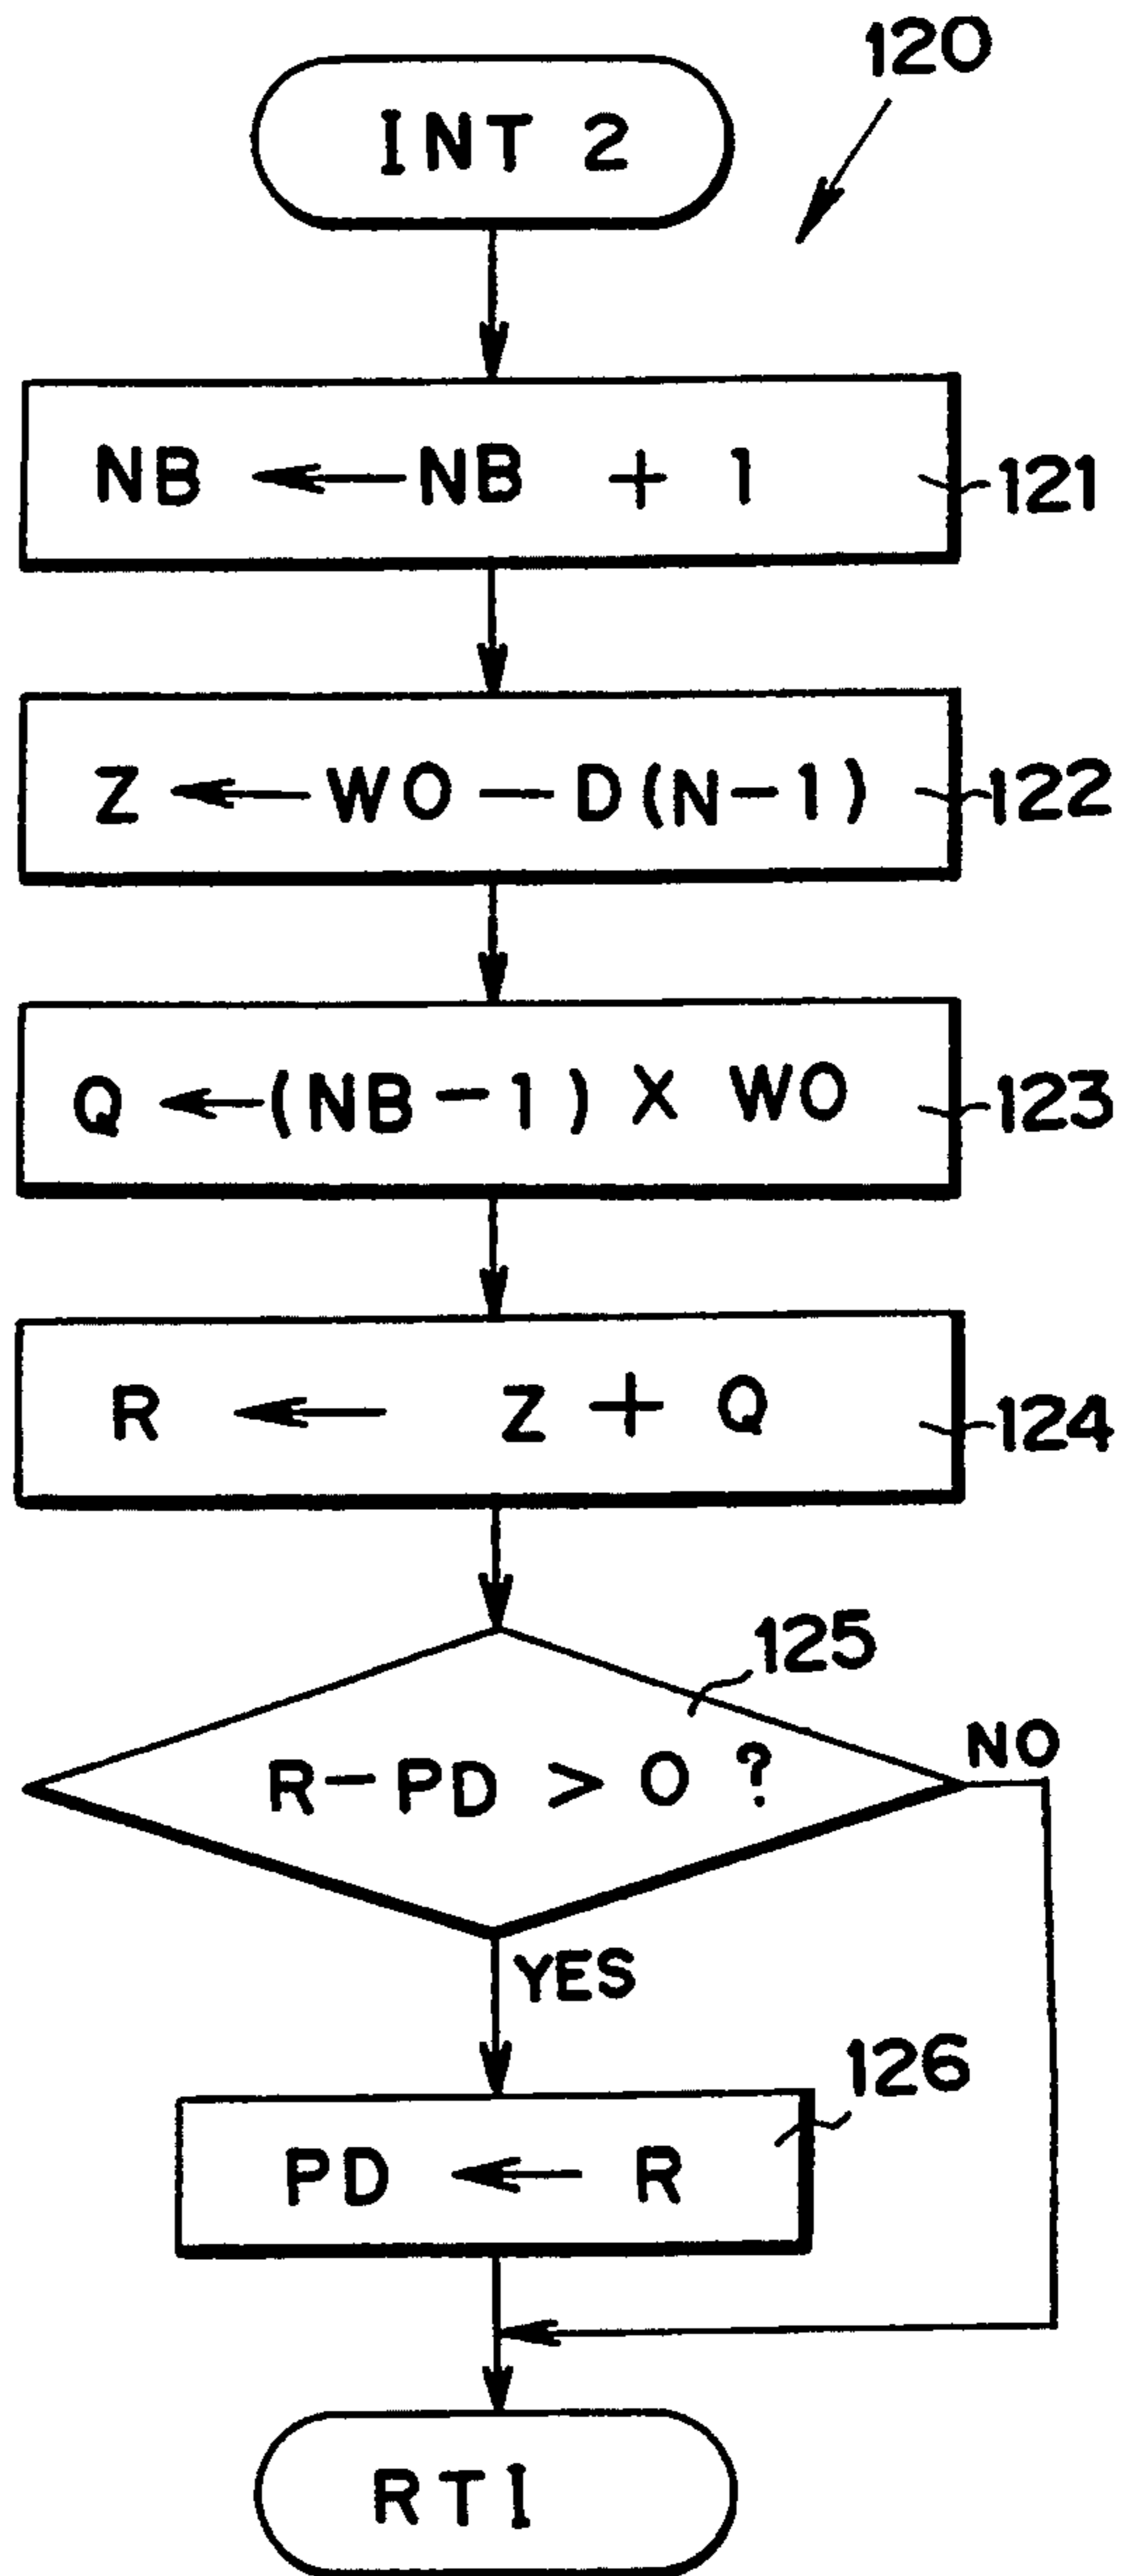 120
INT 2
NB ← NB + 1
121
Z ← WO — D(N-1)
122
Q ← (NB-1) X WO
123
R ← Z + Q
124
125
R-PD > O ?
NO
YES
126
PD ← R
RTI